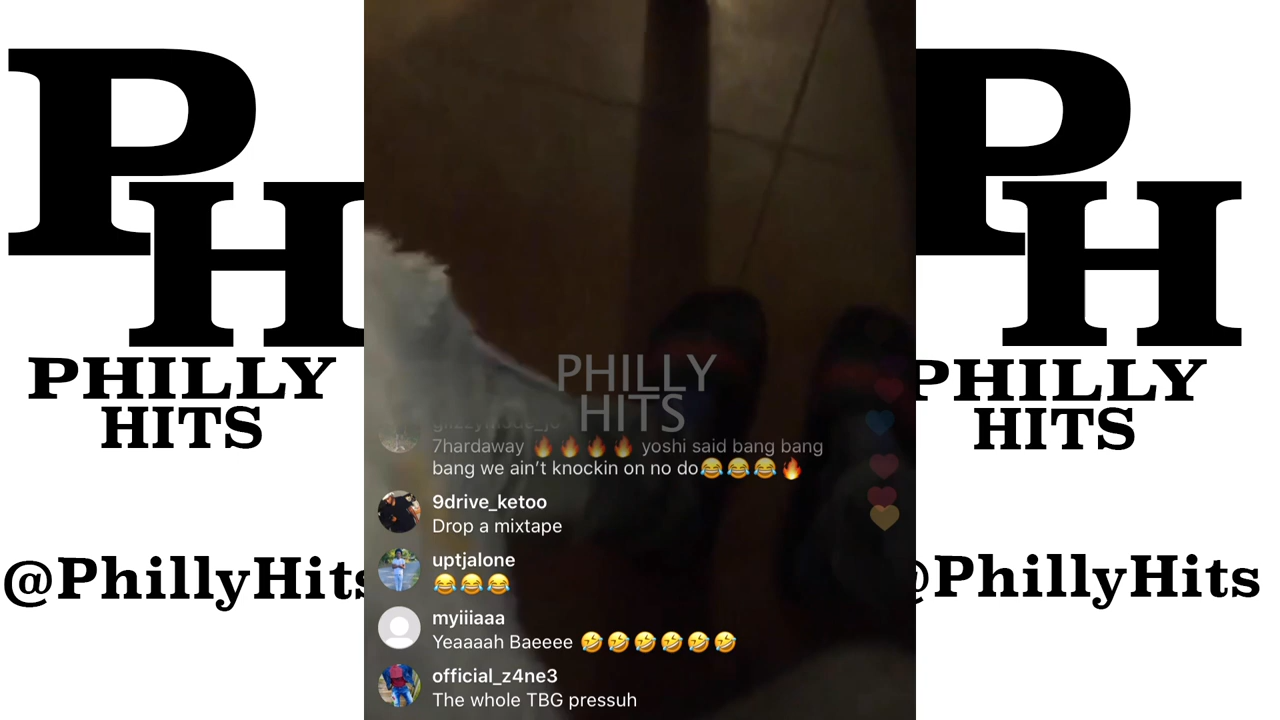 PH
PHILLY
HITS
@PhillyHits
PHILLY
HITS
7hardaway 🔥🔥🔥🔥 yoshi said bang bang
bang we ain’t knockin on no do😂😂😂🔥
9drive_ketoo
Drop a mixtape
uptjalone
😂😂😂
myiiiaaa
Yeaaaah Baeeee 🤣🤣🤣🤣🤣🤣
official_z4ne3
The whole TBG pressuh
PH
PHILLY
HITS
@PhillyHits